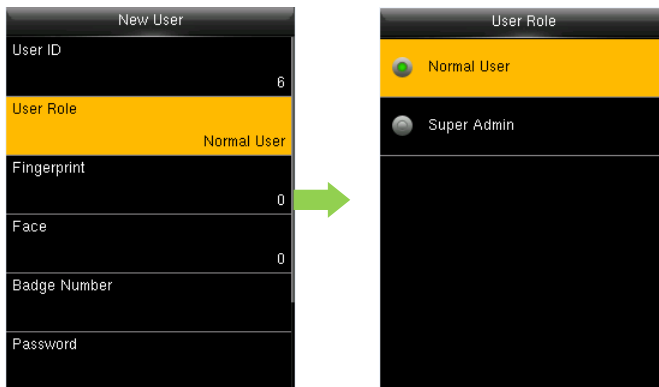 New User
User ID
6
User Role
Normal User
Fingerprint
0
Face
0
Badge Number
Password
User Role
Normal User
Super Admin